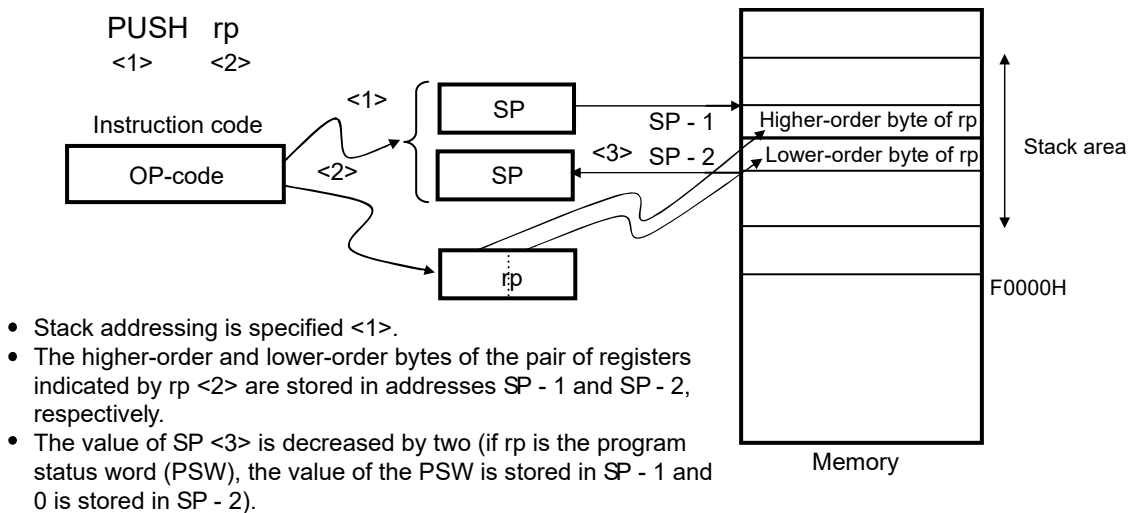 PUSH rp
<1> <2>
Instruction code
OP-code
<1>
<2>
SP
SP
<3>
rp
SP - 1
SP - 2
Higher-order byte of rp
Lower-order byte of rp
Stack area
F0000H
Memory
• Stack addressing is specified <1>.
• The higher-order and lower-order bytes of the pair of registers
indicated by rp <2> are stored in addresses SP - 1 and SP - 2,
respectively.
• The value of SP <3> is decreased by two (if rp is the program
status word (PSW), the value of the PSW is stored in SP - 1 and
0 is stored in SP - 2).